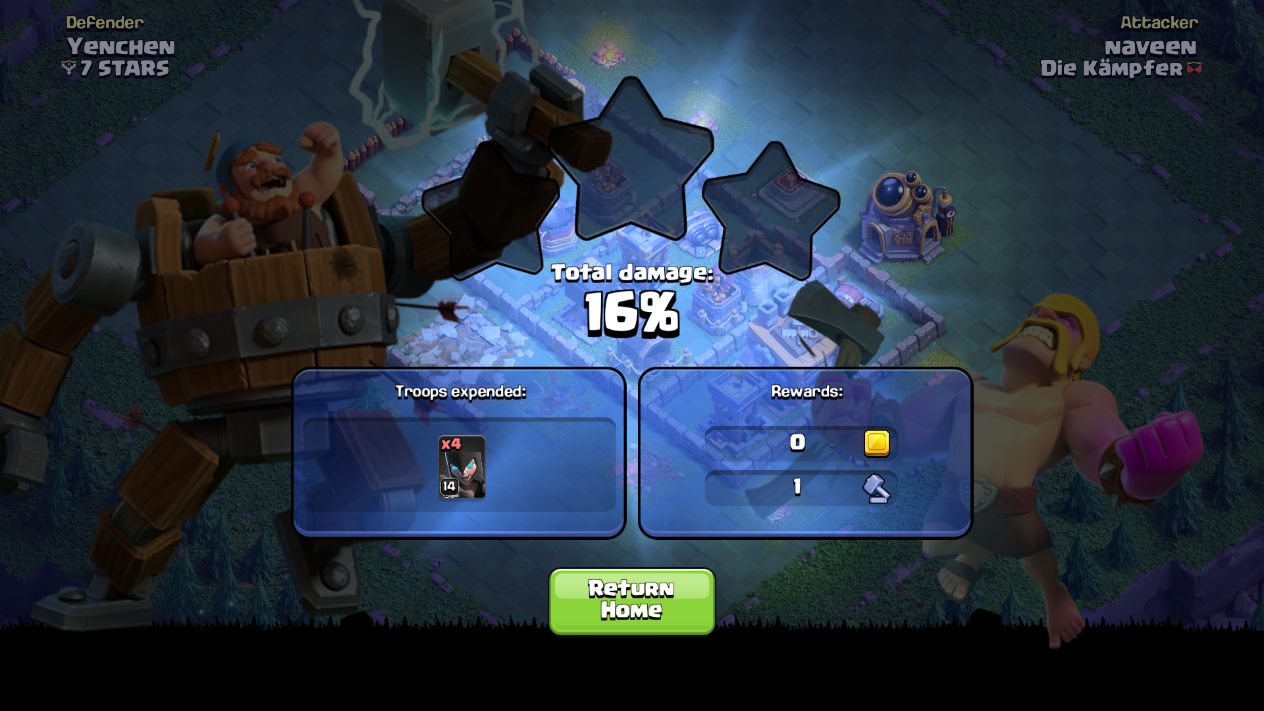 Defender
Yenchen
7 STARS
Attacker
naveen
Die Kämpfer
Total damage:
16%
Troops expended:
x4
14
Rewards:
0
1
Return
Home